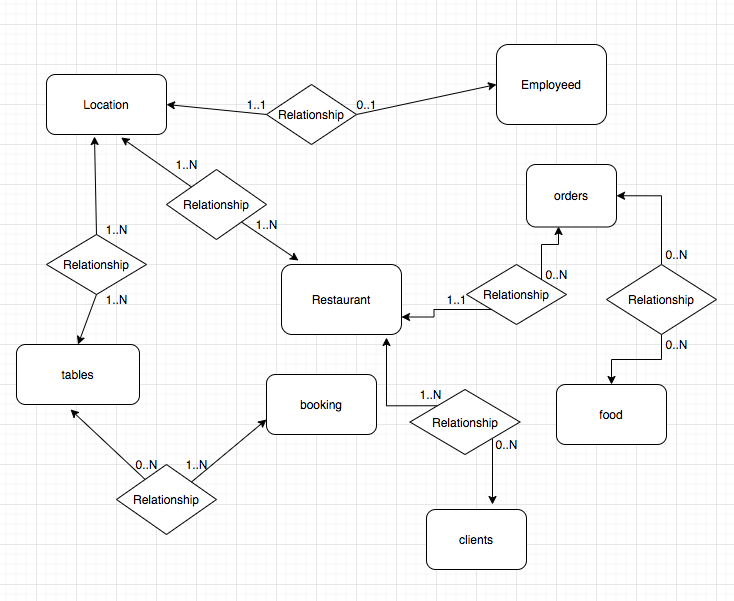 Employeed
Location
1..1
Relationship
0..1
1..N
Relationship
1..N
orders
1..N
Relationship
1..N
0..N
Restaurant
1..1
Relationship
0..N
Relationship
0..N
tables
booking
1..N
Relationship
0..N
food
0..N
1..N
Relationship
clients